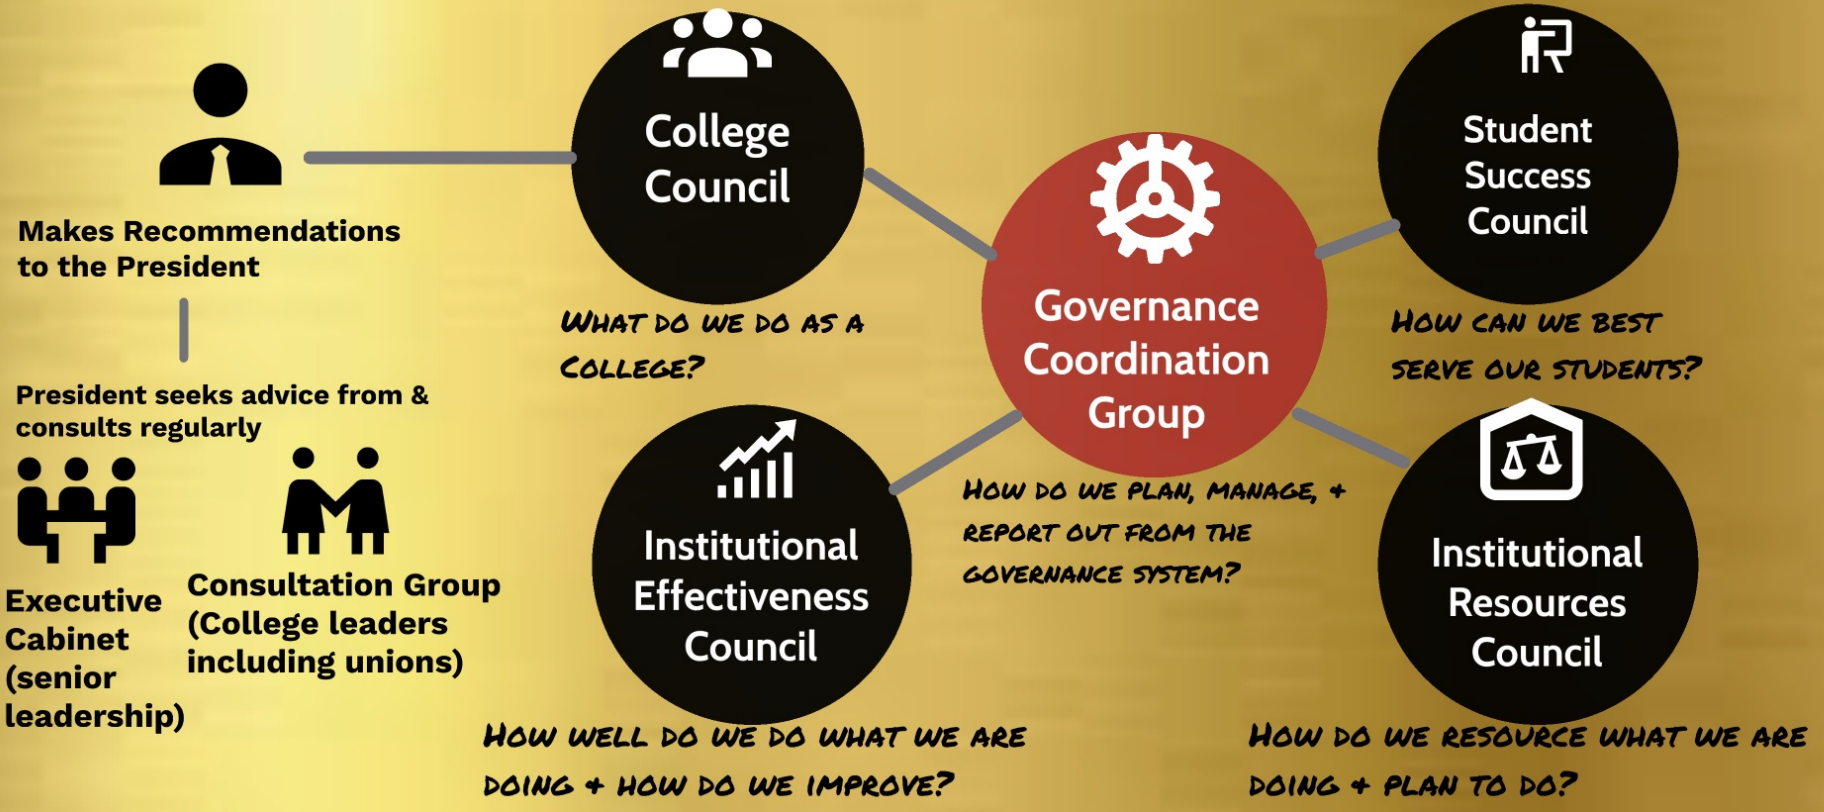 Makes Recommendations
to the President
President seeks advice from &
consults regularly
Executive
Cabinet
(senior
leadership)
Consultation Group
(College leaders
including unions)
College
Council
WHAT DO WE DO AS A
COLLEGE?
Institutional
Effectiveness
Council
HOW WELL DO WE DO WHAT WE ARE
DOING & HOW DO WE IMPROVE?
Governance
Coordination
Group
HOW DO WE PLAN, MANAGE, &
REPORT OUT FROM THE
GOVERNANCE SYSTEM?
Student
Success
Council
HOW CAN WE BEST
SERVE OUR STUDENTS?
Institutional
Resources
Council
HOW DO WE RESOURCE WHAT WE ARE
DOING & PLAN TO DO?